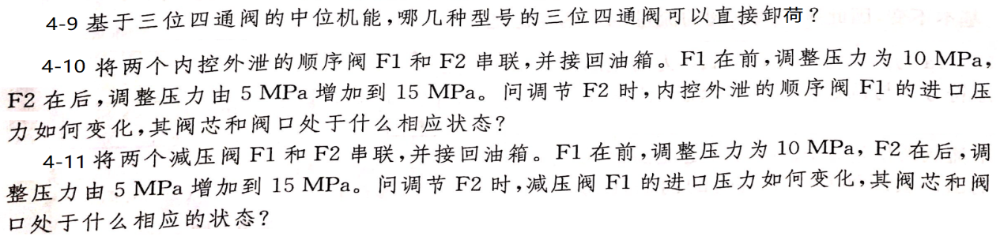 4-9 基于三位四通阀的中位机能,哪几种型号的三位四通阀可以直接卸荷?
4-10 将两个内控外泄的顺序阀 F1 和 F2 串联,并接回油箱。F1 在前,调整压力为 10 MPa,
F2 在后,调整压力由 5 MPa 增加到 15 MPa。问调节 F2 时,内控外泄的顺序阀 F1 的进口压
力如何变化,其阀芯和阀口处于什么相应状态?
4-11 将两个减压阀 F1 和 F2 串联,并接回油箱。F1 在前,调整压力为 10 MPa, F2 在后,调
整压力由 5 MPa 增加到 15 MPa。问调节 F2 时,减压阀 F1 的进口压力如何变化,其阀芯和阀
口处于什么相应的状态?